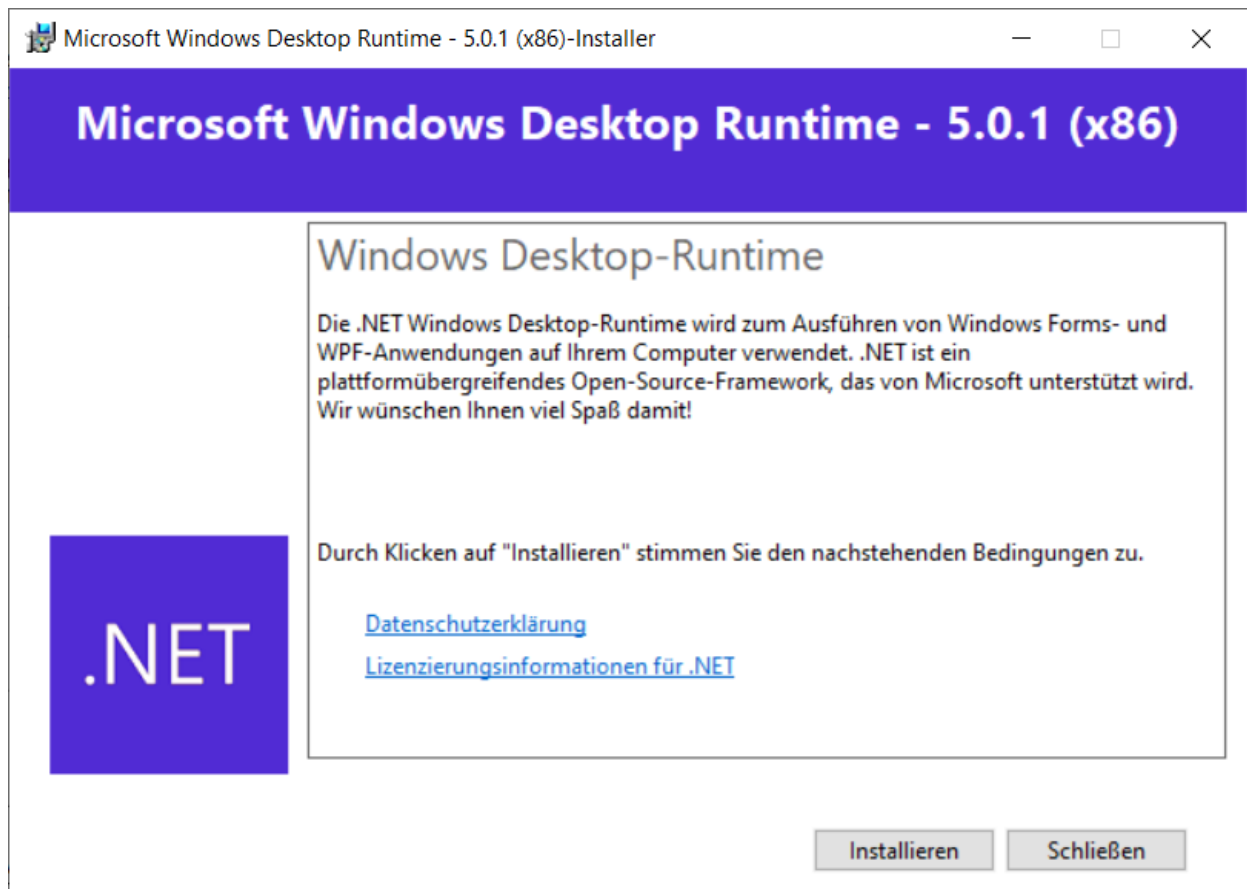 Microsoft Windows Desktop Runtime - 5.0.1 (x86)-Installer
Microsoft Windows Desktop Runtime - 5.0.1 (x86)
Windows Desktop-Runtime
Die .NET Windows Desktop-Runtime wird zum Ausführen von Windows Forms- und
WPF-Anwendungen auf Ihrem Computer verwendet. .NET ist ein
plattformübergreifendes Open-Source-Framework, das von Microsoft unterstützt wird.
Wir wünschen Ihnen viel Spaß damit!
Durch Klicken auf "Installieren" stimmen Sie den nachstehenden Bedingungen zu.
Datenschutzerklärung
Lizenzierungsinformationen für .NET
.NET
Installieren
Schließen